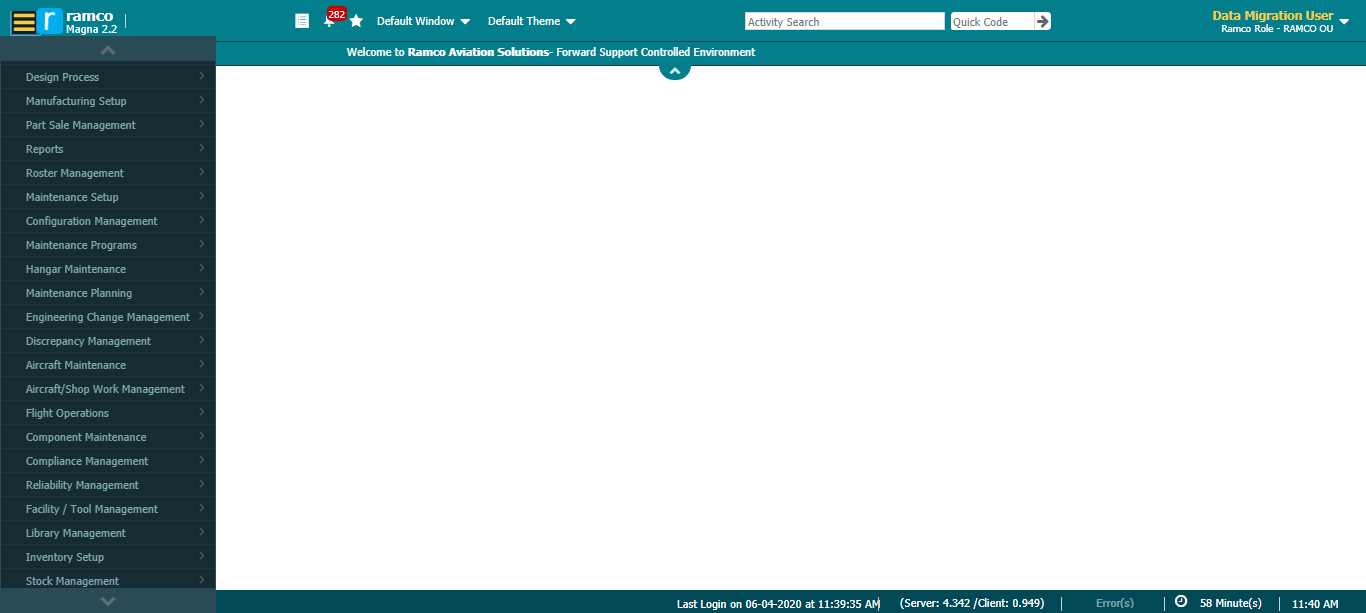 ramco
Magna 2.2
282
Default Window
Default Theme
Activity Search
Quick Code
Data Migration User
Ramco Role - RAMCO OU
Welcome to Ramco Aviation Solutions- Forward Support Controlled Environment
Design Process
Manufacturing Setup
Part Sale Management
Reports
Roster Management
Maintenance Setup
Configuration Management
Maintenance Programs
Hangar Maintenance
Maintenance Planning
Engineering Change Management
Discrepancy Management
Aircraft Maintenance
Aircraft/Shop Work Management
Flight Operations
Component Maintenance
Compliance Management
Reliability Management
Facility / Tool Management
Library Management
Inventory Setup
Stock Management
Last Login on 06-04-2020 at 11:39:35 AM
(Server: 4.342 /Client: 0.949)
Error(s)
58 Minute(s)
11:40 AM